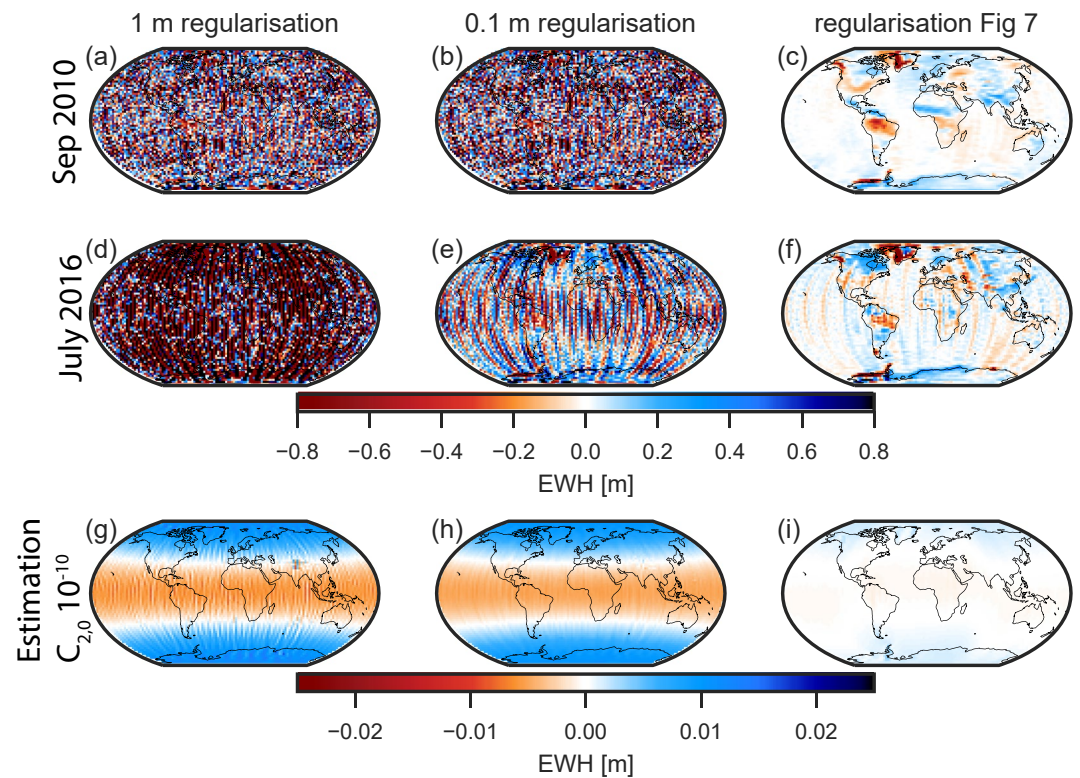 1 m regularisation
0.1 m regularisation
regularisation Fig 7
Sep 2010
(a)
(b)
(c)
July 2016
(d)
(e)
(f)
−0.8
−0.6
−0.4
−0.2
0.0
0.2
0.4
0.6
0.8
EWH [m]
Estimation
C2,0 10-10
(g)
(h)
(i)
−0.02
−0.01
0.00
0.01
0.02
EWH [m]